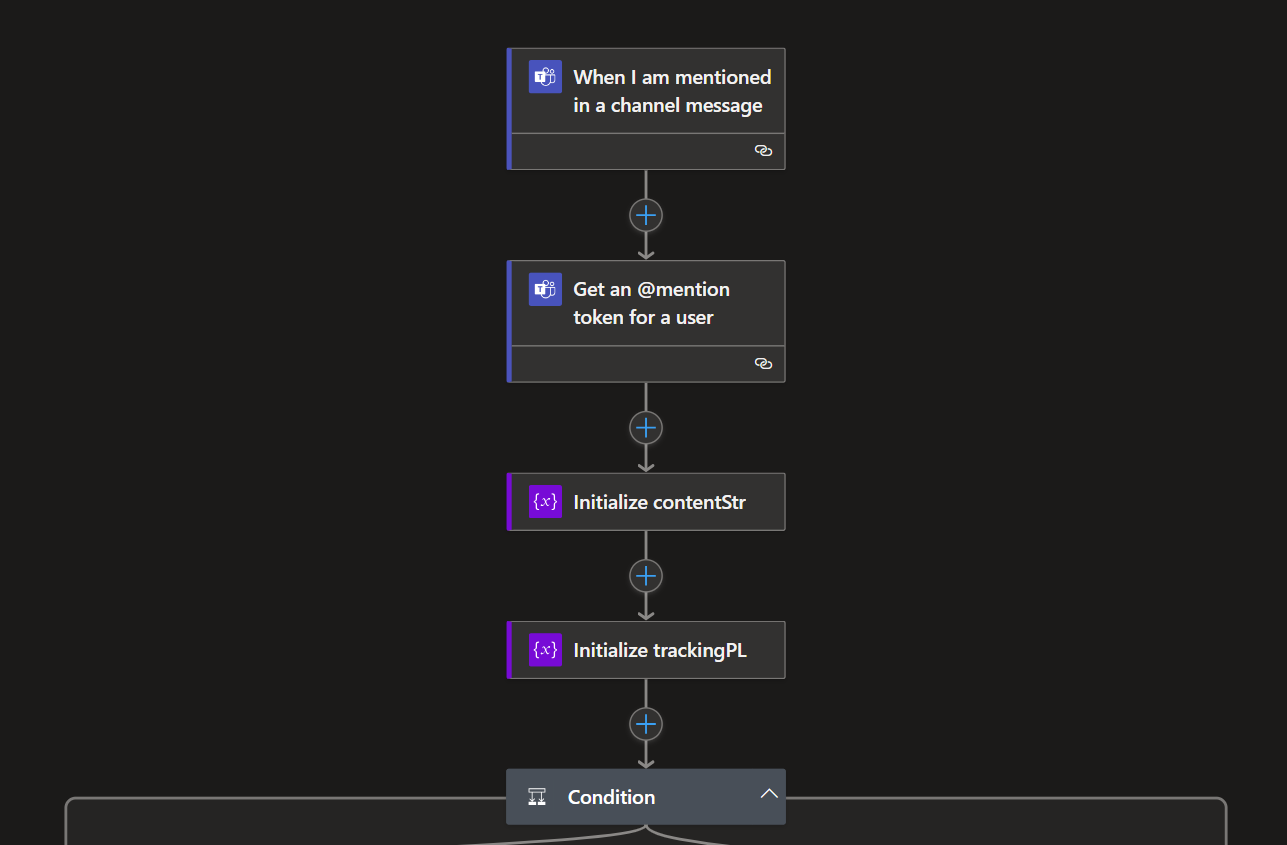 When I am mentioned
in a channel message
Get an @mention
token for a user
Initialize contentStr
Initialize trackingPL
Condition